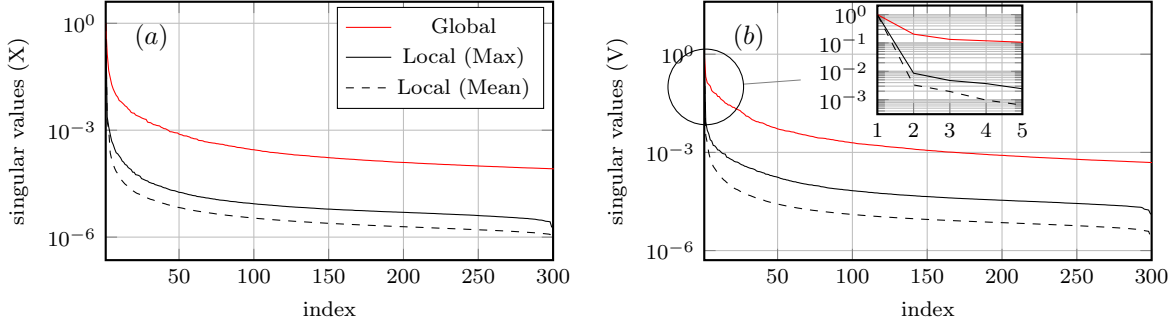 singular values (X)
10^0
10^−3
10^−6
(a)
Global
Local (Max)
Local (Mean)
50 100 150 200 250 300
index
singular values (V)
10^0
10^−3
10^−6
(b)
10^0
10^−1
10^−2
10^−3
1 2 3 4 5
50 100 150 200 250 300
index